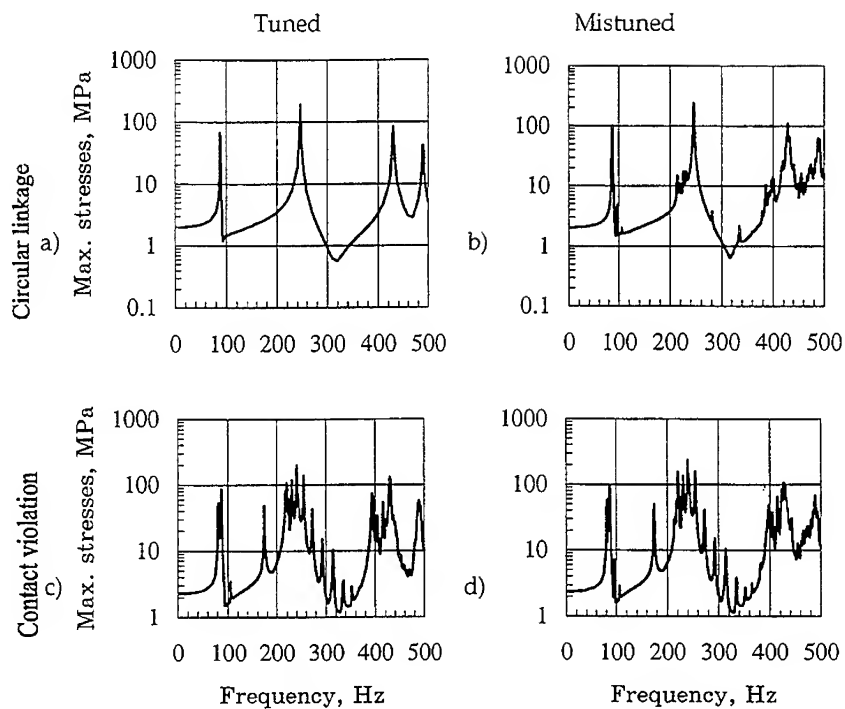 Tuned
Mistuned
Circular linkage
Max. stresses, MPa
a)
1000
100
10
1
0.1
0 100 200 300 400 500
b)
1000
100
10
1
0.1
0 100 200 300 400 500
Contact violation
Max. stresses, MPa
c)
1000
100
10
1
0 100 200 300 400 500
Frequency, Hz
d)
1000
100
10
1
0 100 200 300 400 500
Frequency, Hz